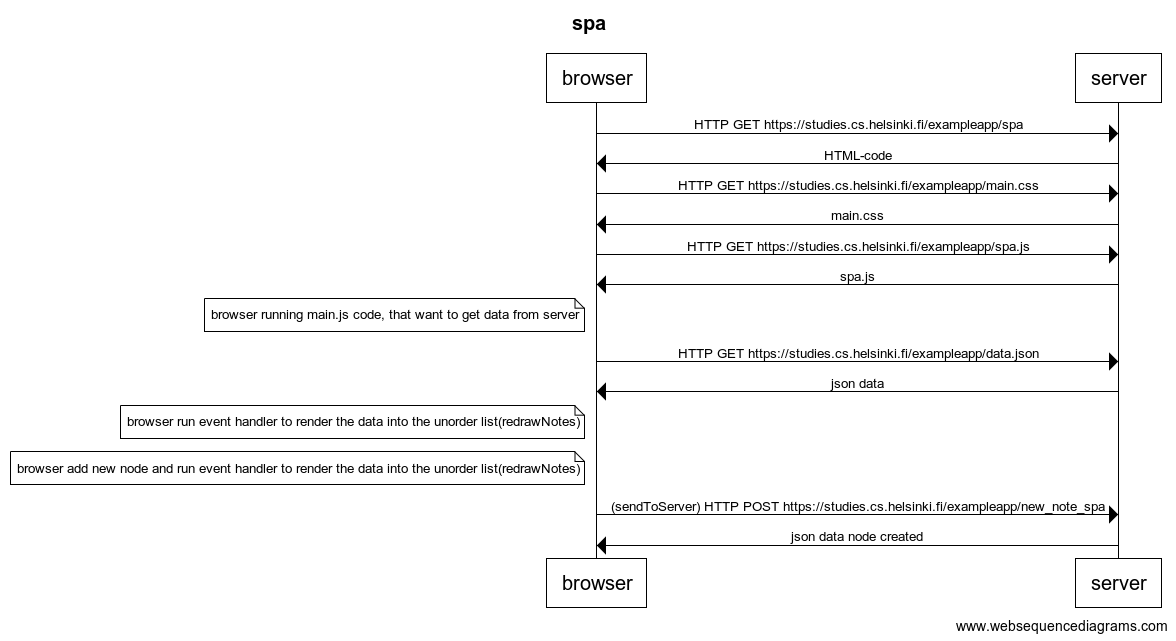 spa
browser
server
HTTP GET https://studies.cs.helsinki.fi/exampleapp/spa
HTML-code
HTTP GET https://studies.cs.helsinki.fi/exampleapp/main.css
main.css
HTTP GET https://studies.cs.helsinki.fi/exampleapp/spa.js
spa.js
browser running main.js code, that want to get data from server
HTTP GET https://studies.cs.helsinki.fi/exampleapp/data.json
json data
browser run event handler to render the data into the unorder list(redrawNotes)
browser add new node and run event handler to render the data into the unorder list(redrawNotes)
(sendToServer) HTTP POST https://studies.cs.helsinki.fi/exampleapp/new_note_spa
json data node created
browser
server
www.websequencediagrams.com